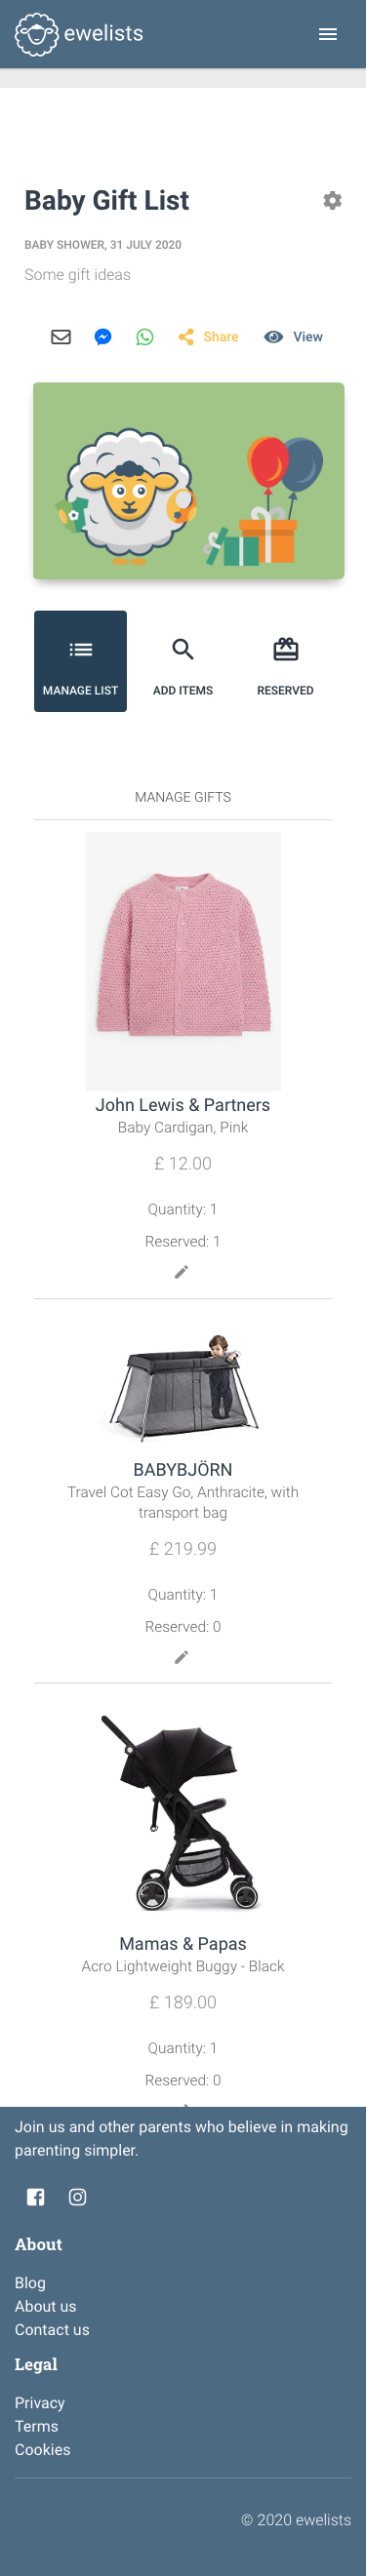 ewelists
Baby Gift List
BABY SHOWER, 31 JULY 2020
Some gift ideas
Share View
MANAGE LIST ADD ITEMS RESERVED
MANAGE GIFTS
John Lewis & Partners
Baby Cardigan, Pink
£ 12.00
Quantity: 1
Reserved: 1
BABYBJÖRN
Travel Cot Easy Go, Anthracite, with
transport bag
£ 219.99
Quantity: 1
Reserved: 0
Mamas & Papas
Acro Lightweight Buggy - Black
£ 189.00
Quantity: 1
Reserved: 0
Join us and other parents who believe in making
parenting simpler.
About
Blog
About us
Contact us
Legal
Privacy
Terms
Cookies
© 2020 ewelists